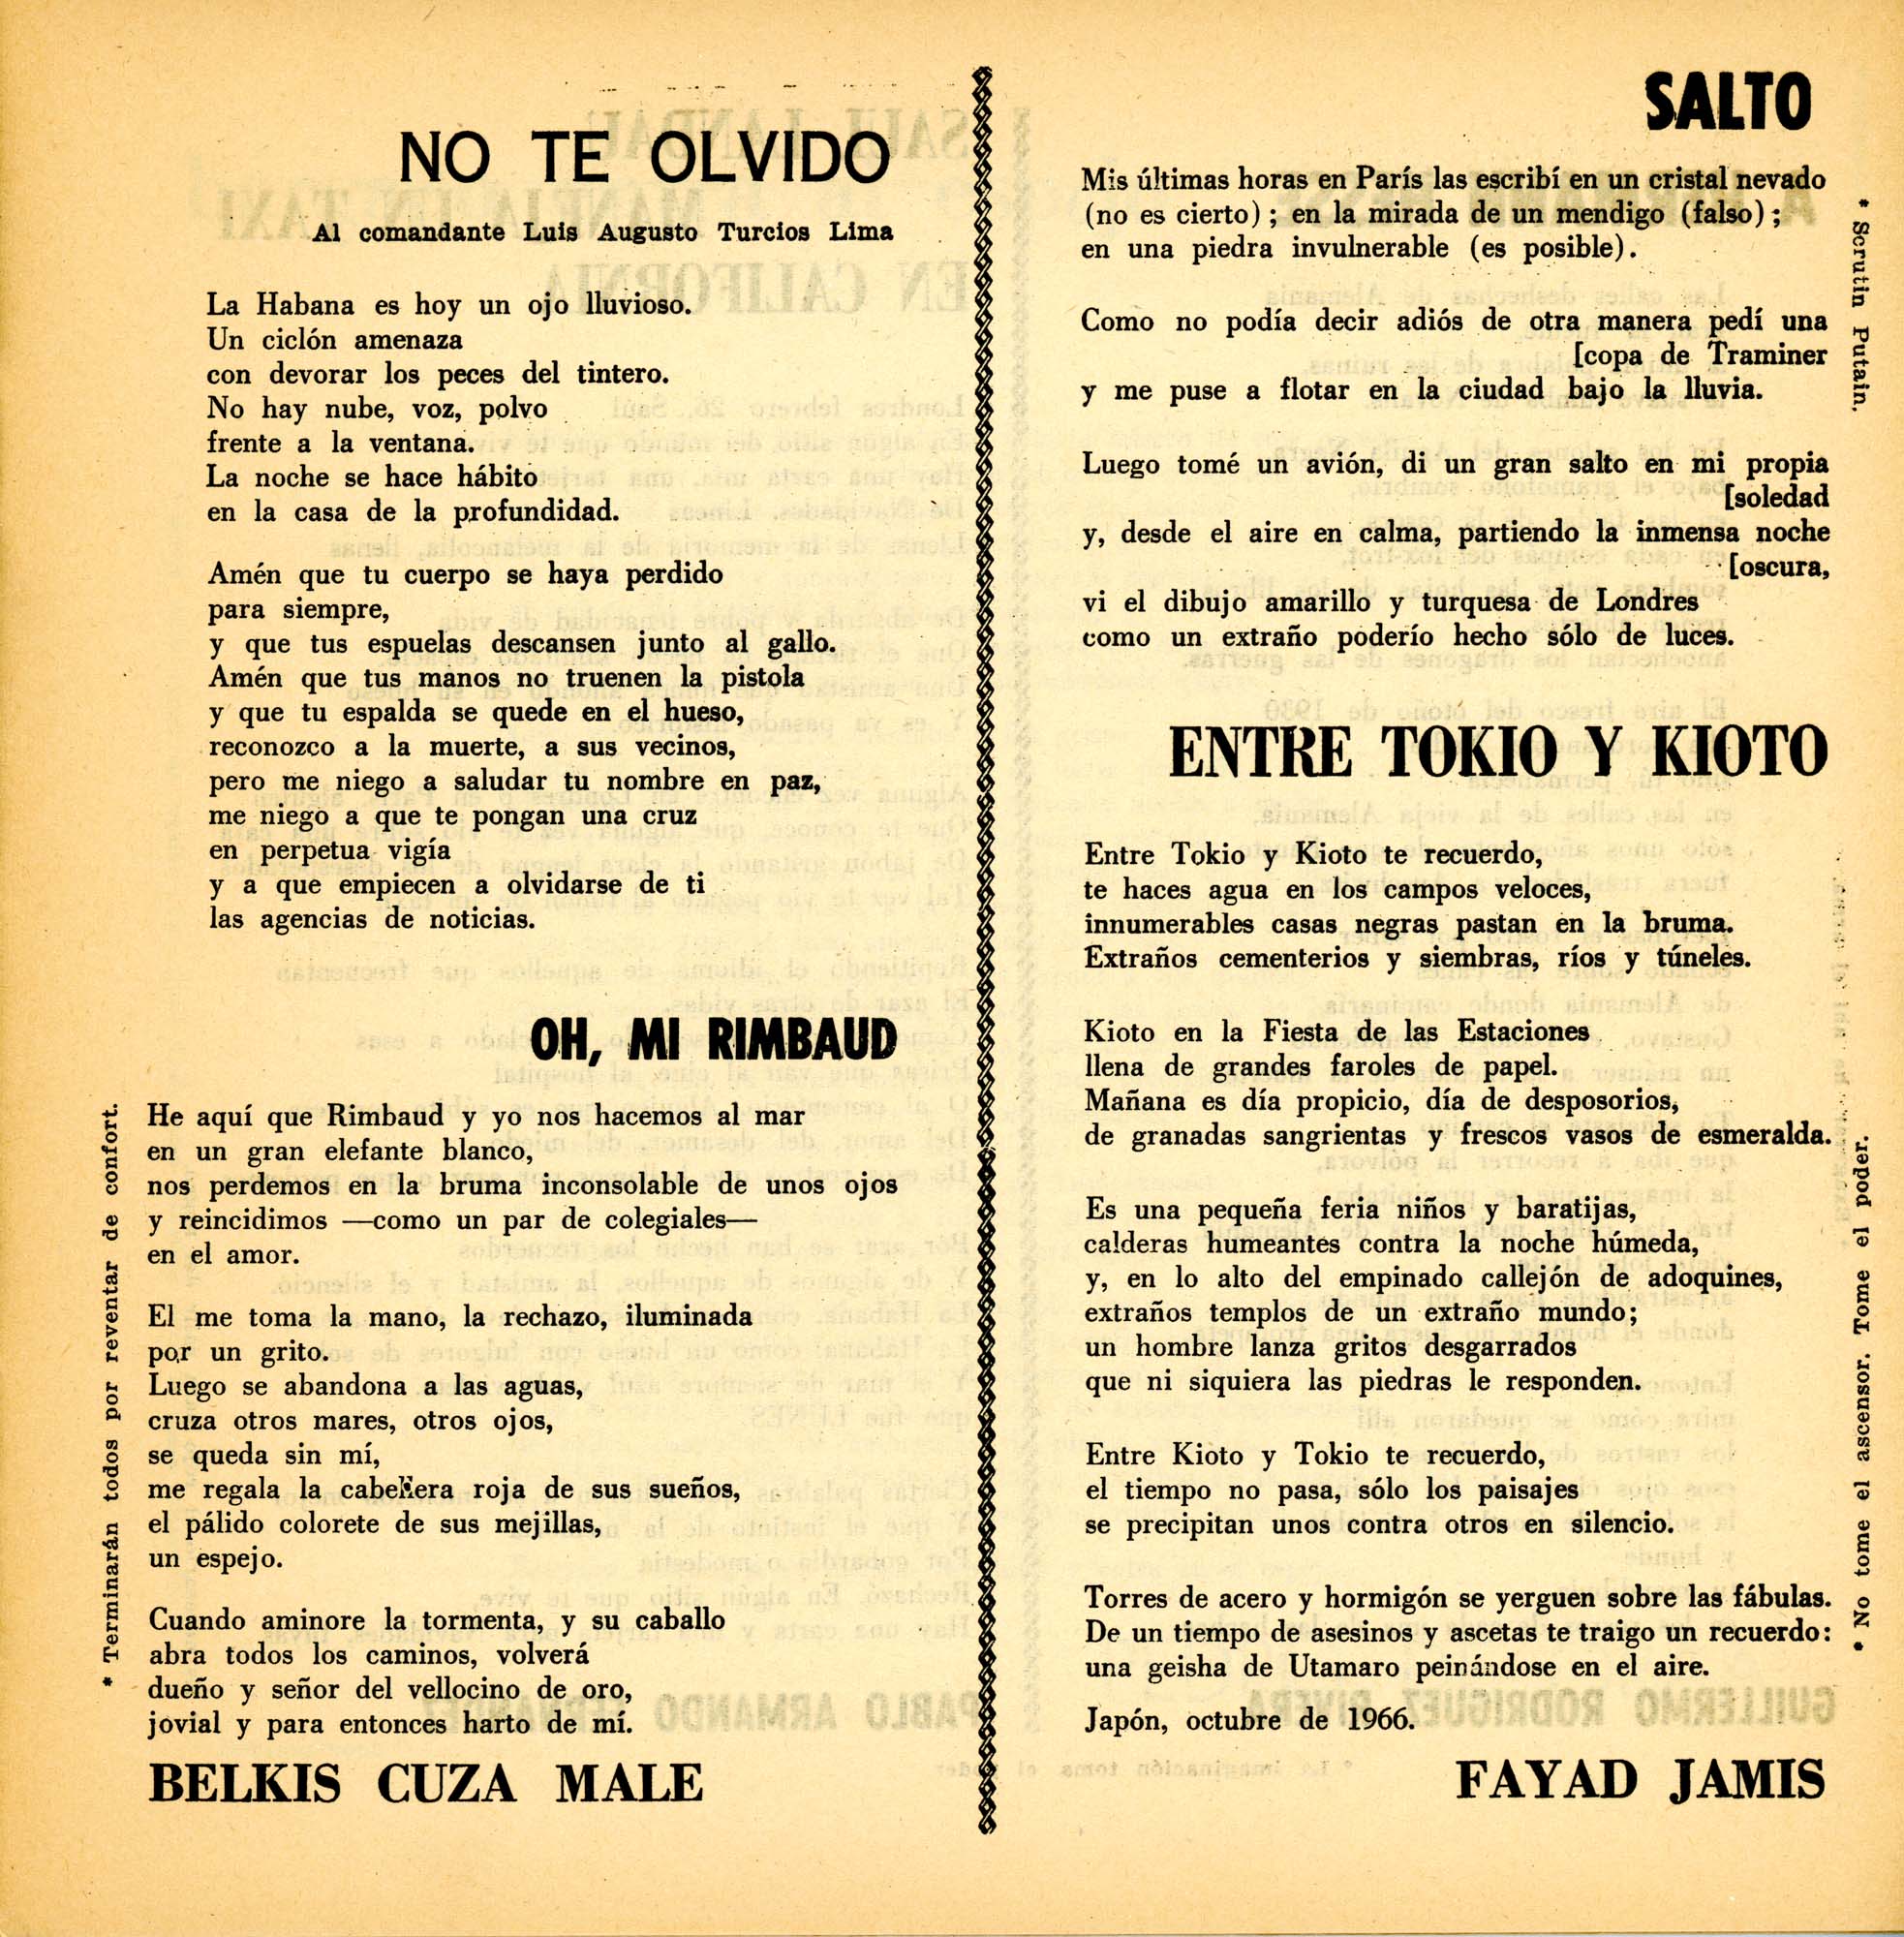 NO TE OLVIDO
Al comandante Luis Augusto Turcios Lima
La Habana es hoy un ojo lluvioso.
Un ciclón amenaza
con devorar los peces del tintero.
No hay nube, voz, polvo
frente a la ventana.
La noche se hace hábito
en la casa de la profundidad.
Amén que tu cuerpo se haya perdido
para siempre,
y que tus espuelas descansen junto al gallo.
Amén que tus manos no truenen la pistola
y que tu espalda se quede en el hueso,
reconozco a la muerte, a sus vecinos,
pero me niego a saludar tu nombre en paz,
me niego a que te pongan una cruz
en perpetua vigía
y a que empiecen a olvidarse de ti
las agencias de noticias.
OH, MI RIMBAUD
He aquí que Rimbaud y yo nos hacemos al mar
en un gran elefante blanco,
nos perdemos en la bruma inconsolable de unos ojos
y reincidimos —como un par de colegiales—
en el amor.
El me toma la mano, la rechazo, iluminada
por un grito.
Luego se abandona a las aguas,
cruza otros mares, otros ojos,
se queda sin mí,
me regala la cabellera roja de sus sueños,
el pálido colorete de sus mejillas,
un espejo.
Cuando aminore la tormenta, y su caballo
abra todos los caminos, volverá
dueño y señor del vellocino de oro,
jovial y para entonces harto de mí.
BELKIS CUZA MALE
* Terminarán todos por reventar de confort.
SALTO
Mis últimas horas en París las escribí en un cristal nevado
(no es cierto) ; en la mirada de un mendigo (falso) ;
en una piedra invulnerable (es posible).
Como no podía decir adiós de otra manera pedí una
[copa de Traminer
y me puse a flotar en la ciudad bajo la lluvia.
Luego tomé un avión, di un gran salto en mi propia
[soledad
y, desde el aire en calma, partiendo la inmensa noche
[oscura,
vi el dibujo amarillo y turquesa de Londres
como un extraño poderío hecho sólo de luces.
ENTRE TOKIO Y KIOTO
Entre Tokio y Kioto te recuerdo,
te haces agua en los campos veloces,
innumerables casas negras pastan en la bruma.
Extraños cementerios y siembras, ríos y túneles.
Kioto en la Fiesta de las Estaciones
llena de grandes faroles de papel.
Mañana es día propicio, día de desposorios,
de granadas sangrientas y frescos vasos de esmeralda.
Es una pequeña feria niños y baratijas,
calderas humeantes contra la noche húmeda,
y, en lo alto del empinado callejón de adoquines,
extraños templos de un extraño mundo;
un hombre lanza gritos desgarrados
que ni siquiera las piedras le responden.
Entre Kioto y Tokio te recuerdo,
el tiempo no pasa, sólo los paisajes
se precipitan unos contra otros en silencio.
Torres de acero y hormigón se yerguen sobre las fábulas.
De un tiempo de asesinos y ascetas te traigo un recuerdo:
una geisha de Utamaro peinándose en el aire.
Japón, octubre de 1966.
FAYAD JAMIS
* Scrutin Putain.
* No tome el ascensor. Tome el poder.